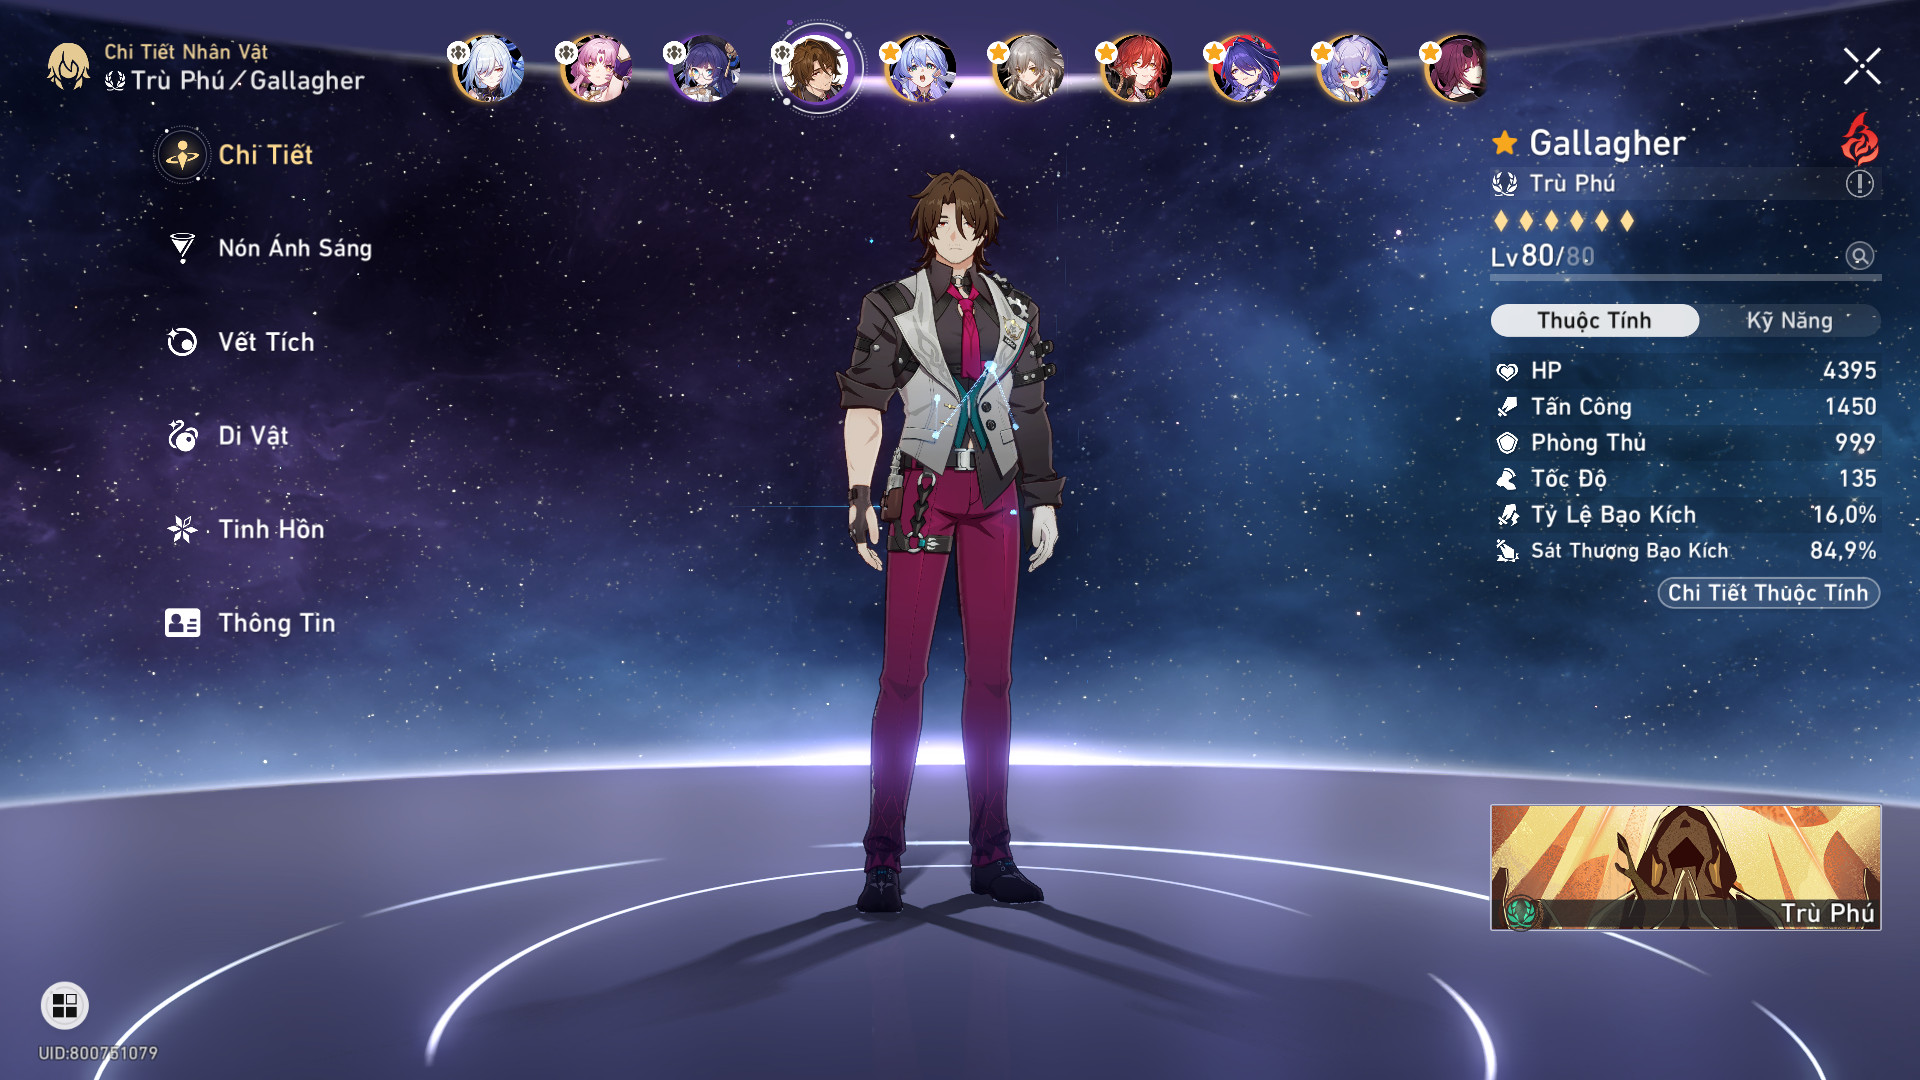 Chi Tiết Nhân Vật
Trù Phú / Gallagher
Chi Tiết
Nón Ánh Sáng
Vết Tích
Di Vật
Tinh Hồn
Thông Tin
UID:800751079
Gallagher
Trù Phú
Lv80/80
Thuộc Tính
Kỹ Năng
HP 4395
Tấn Công 1450
Phòng Thủ 999
Tốc Độ 135
Tỷ Lệ Bạo Kích 16,0%
Sát Thương Bạo Kích 84,9%
Chi Tiết Thuộc Tính
Trù Phú